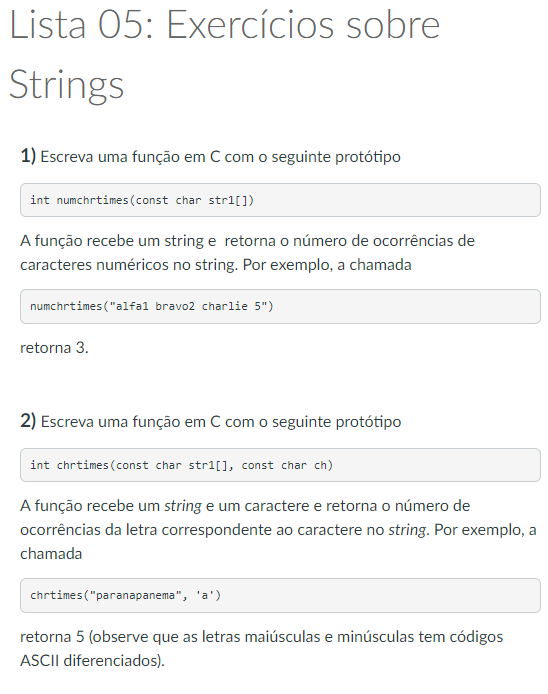 Lista 05: Exercícios sobre
Strings
1) Escreva uma função em C com o seguinte protótipo
int numchrtimes(const char str1[])
A função recebe um string e  retorna o número de ocorrências de
caracteres numéricos no string. Por exemplo, a chamada
numchrtimes("alfa1 bravo2 charlie 5")
retorna 3.
2) Escreva uma função em C com o seguinte protótipo
int chrtimes(const char str1[], const char ch)
A função recebe um string e um caractere e retorna o número de
ocorrências da letra correspondente ao caractere no string. Por exemplo, a
chamada
chrtimes("paranapanema", 'a')
retorna 5 (observe que as letras maiúsculas e minúsculas tem códigos
ASCII diferenciados).